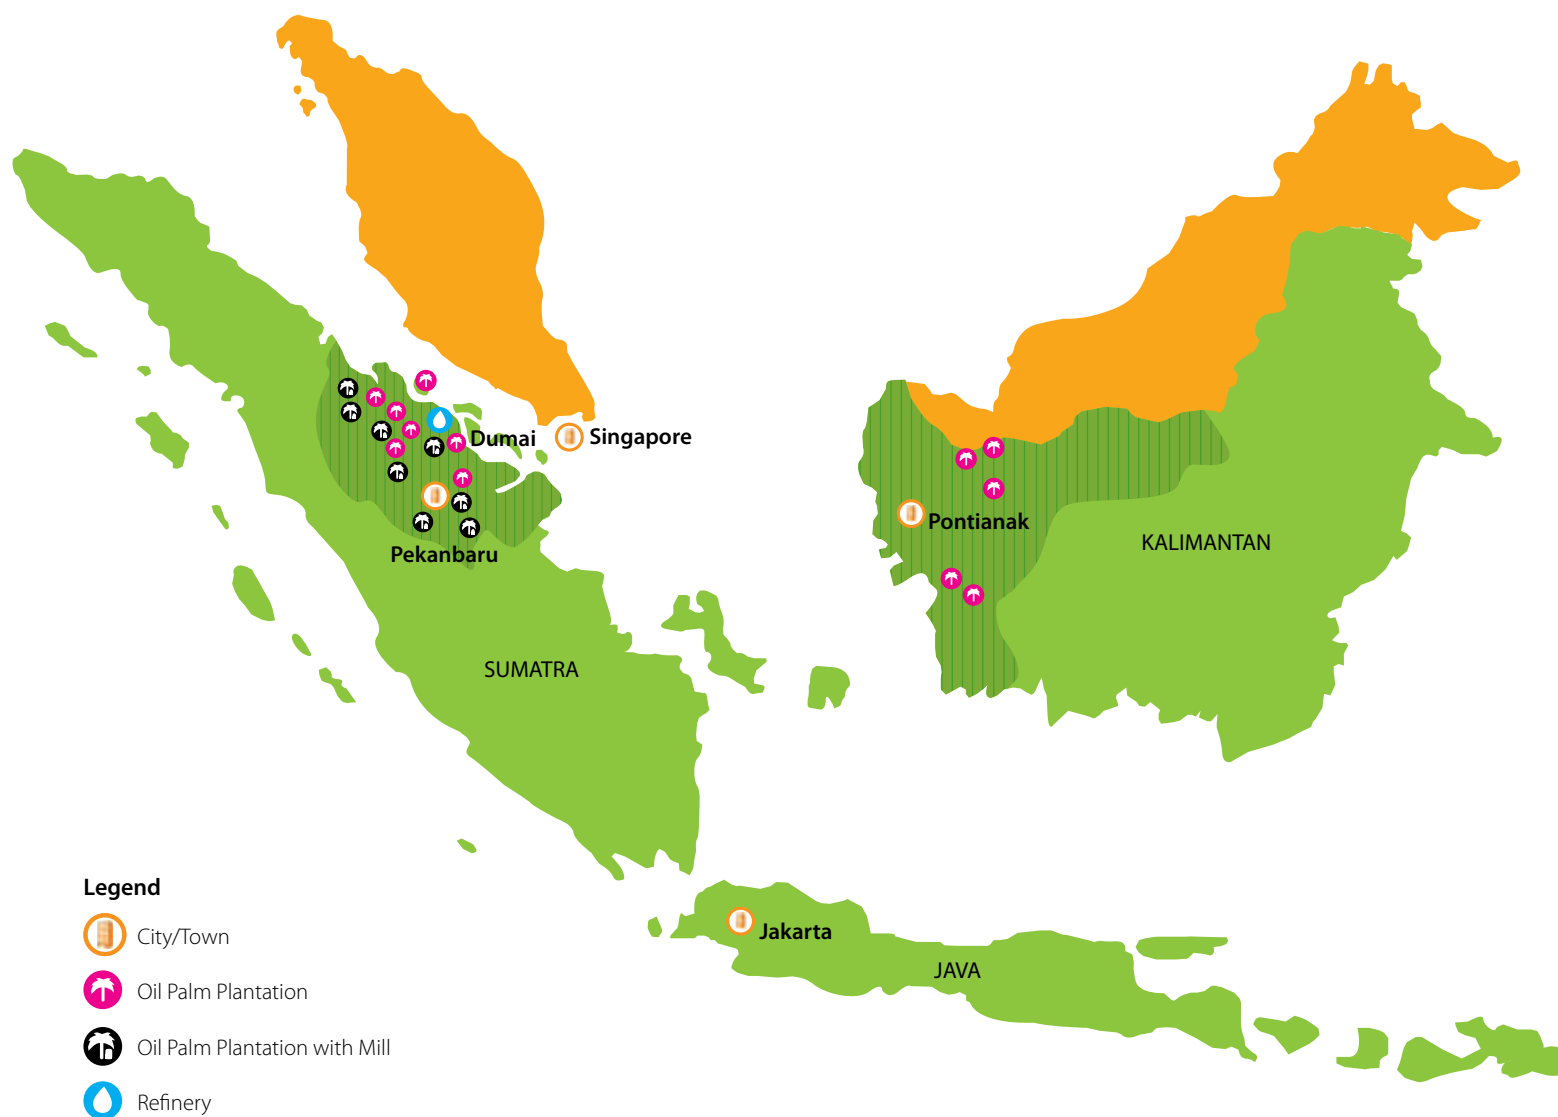 Dumai
Singapore
Pontianak
KALIMANTAN
Pekanbaru
SUMATRA
Legend
City/Town
Oil Palm Plantation
Oil Palm Plantation with Mill
Refinery
Jakarta
JAVA